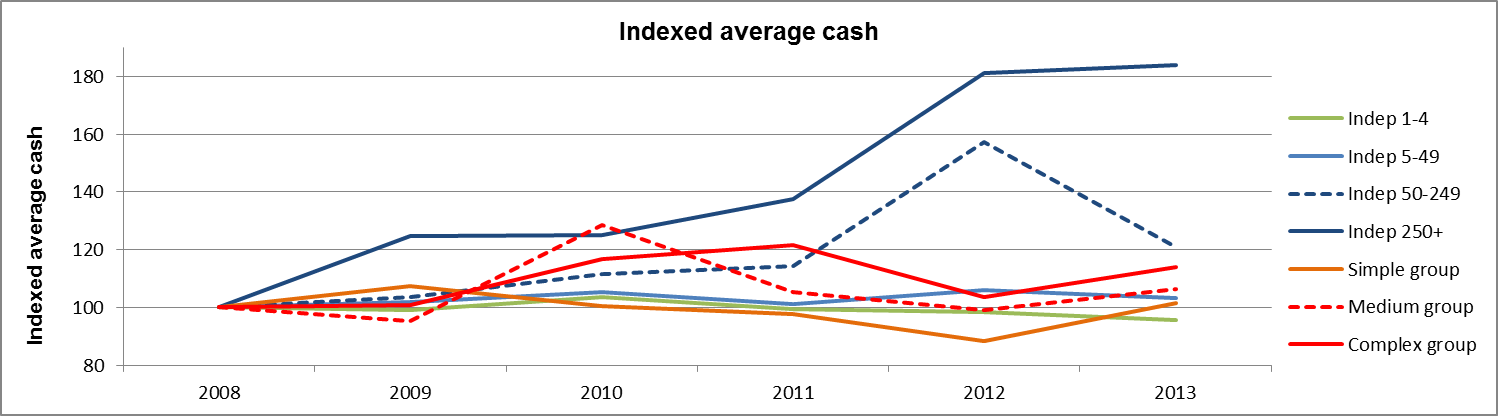 Indexed average cash
Indexed average cash
180
160
140
120
100
80
2008 2009 2010 2011 2012 2013
Indep 1-4
Indep 5-49
Indep 50-249
Indep 250+
Simple group
Medium group
Complex group